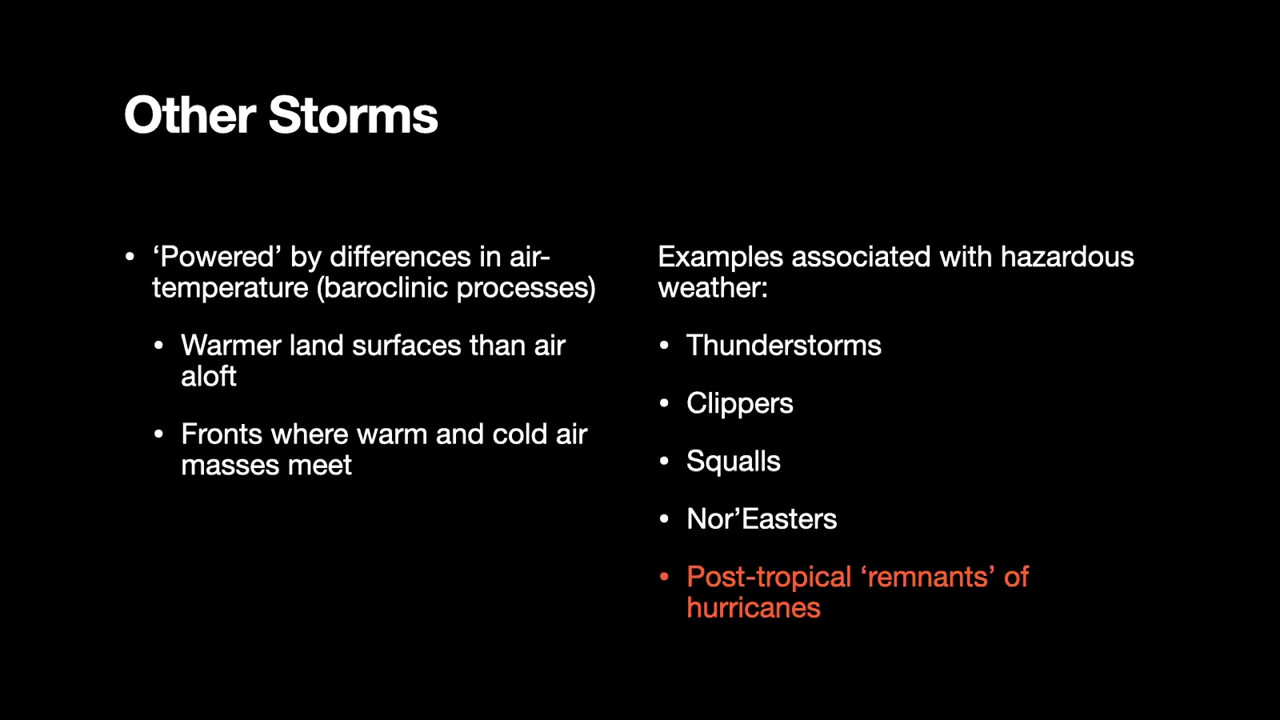 Other Storms
• ‘Powered’ by differences in air-
temperature (baroclinic processes)
• Warmer land surfaces than air
aloft
• Fronts where warm and cold air
masses meet
Examples associated with hazardous
weather:
• Thunderstorms
• Clippers
• Squalls
• Nor’Easters
• Post-tropical ‘remnants’ of
hurricanes